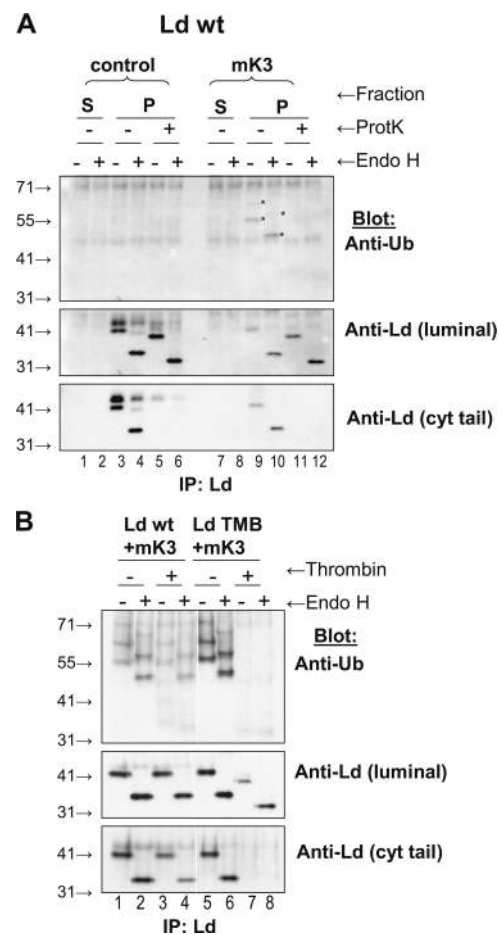 A Ld wt
control mK3
S P S P ←Fraction
- - + - - + ←ProtK
- + - + - + - + - + - + ←Endo H
71→
55→
41→
31→
Blot:
Anti-Ub
41→
31→
Anti-Ld (luminal)
41→
31→
Anti-Ld (cyt tail)
1 2 3 4 5 6 7 8 9 10 11 12
IP: Ld
B
Ld wt Ld TMB
+mK3 +mK3
- + - + ←Thrombin
- + - + - + - + ←Endo H
71→
55→
41→
31→
Blot:
Anti-Ub
41→
31→
Anti-Ld (luminal)
41→
31→
Anti-Ld (cyt tail)
1 2 3 4 5 6 7 8
IP: Ld